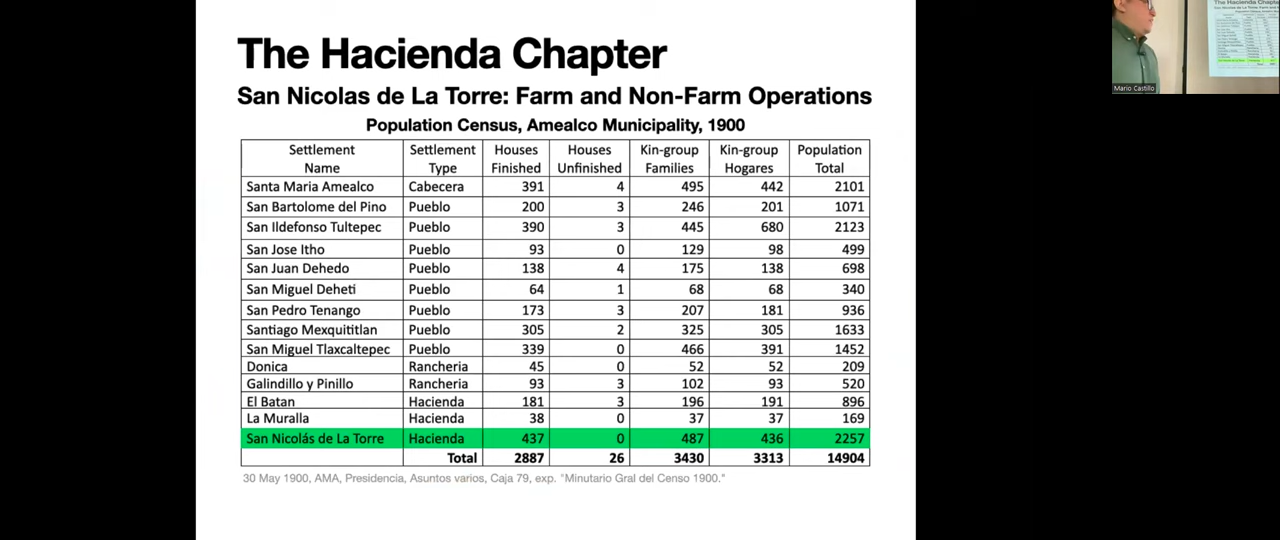 The Hacienda Chapter
San Nicolas de La Torre: Farm and Non-Farm Operations
Population Census, Amealco Municipality, 1900
Settlement Name | Settlement Type | Houses Finished | Houses Unfinished | Kin-group Families | Kin-group Hogares | Population Total
Santa Maria Amealco | Cabecera | 391 | 4 | 495 | 442 | 2101
San Bartolome del Pino | Pueblo | 200 | 3 | 246 | 201 | 1071
San Ildefonso Tultepec | Pueblo | 390 | 3 | 445 | 680 | 2123
San Jose Itho | Pueblo | 93 | 0 | 129 | 98 | 499
San Juan Dehedo | Pueblo | 138 | 4 | 175 | 138 | 698
San Miguel Deheti | Pueblo | 64 | 1 | 68 | 68 | 340
San Pedro Tenango | Pueblo | 173 | 3 | 207 | 181 | 936
Santiago Mexquititlan | Pueblo | 305 | 2 | 325 | 305 | 1633
San Miguel Tlaxcaltepec | Pueblo | 339 | 0 | 466 | 391 | 1452
Donica | Rancheria | 45 | 0 | 52 | 52 | 209
Galindillo y Pinillo | Rancheria | 93 | 3 | 102 | 93 | 520
El Batan | Hacienda | 181 | 3 | 196 | 191 | 896
La Muralla | Hacienda | 38 | 0 | 37 | 37 | 169
San Nicolás de La Torre | Hacienda | 437 | 0 | 487 | 436 | 2257
Total | 2887 | 26 | 3430 | 3313 | 14904
30 May 1900, AMA, Presidencia, Asuntos varios, Caja 79, exp. "Minutario Gral del Censo 1900."
The Hacienda Chapter
Mario Castillo